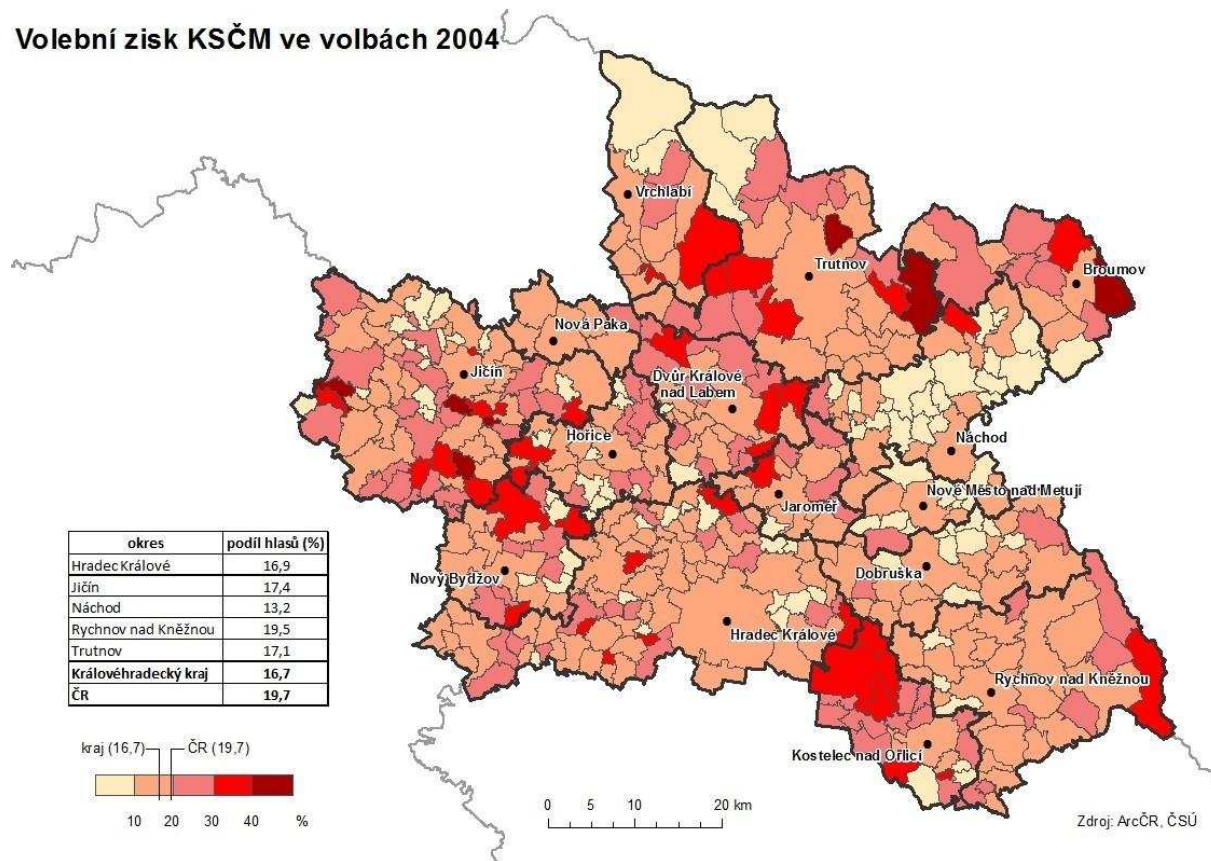 Volební zisk KSČM ve volbách 2004
Vrchlabí
Trutnov
Broumov
Nová Paka
Jičín
Dvůr Králové
nad Labem
Hořice
Náchod
Jaroměř
Nové Město nad Metují
Nový Bydžov
Dobruška
Hradec Králové
Rychnov nad Kněžnou
Kostelec nad Orlicí
okres podíl hlasů (%)
Hradec Králové 16,9
Jičín 17,4
Náchod 13,2
Rychnov nad Kněžnou 19,5
Trutnov 17,1
Královéhradecký kraj 16,7
ČR 19,7
kraj (16,7) ČR (19,7)
10 20 30 40 %
0 5 10 20 km
Zdroj: ArcČR, ČSÚ